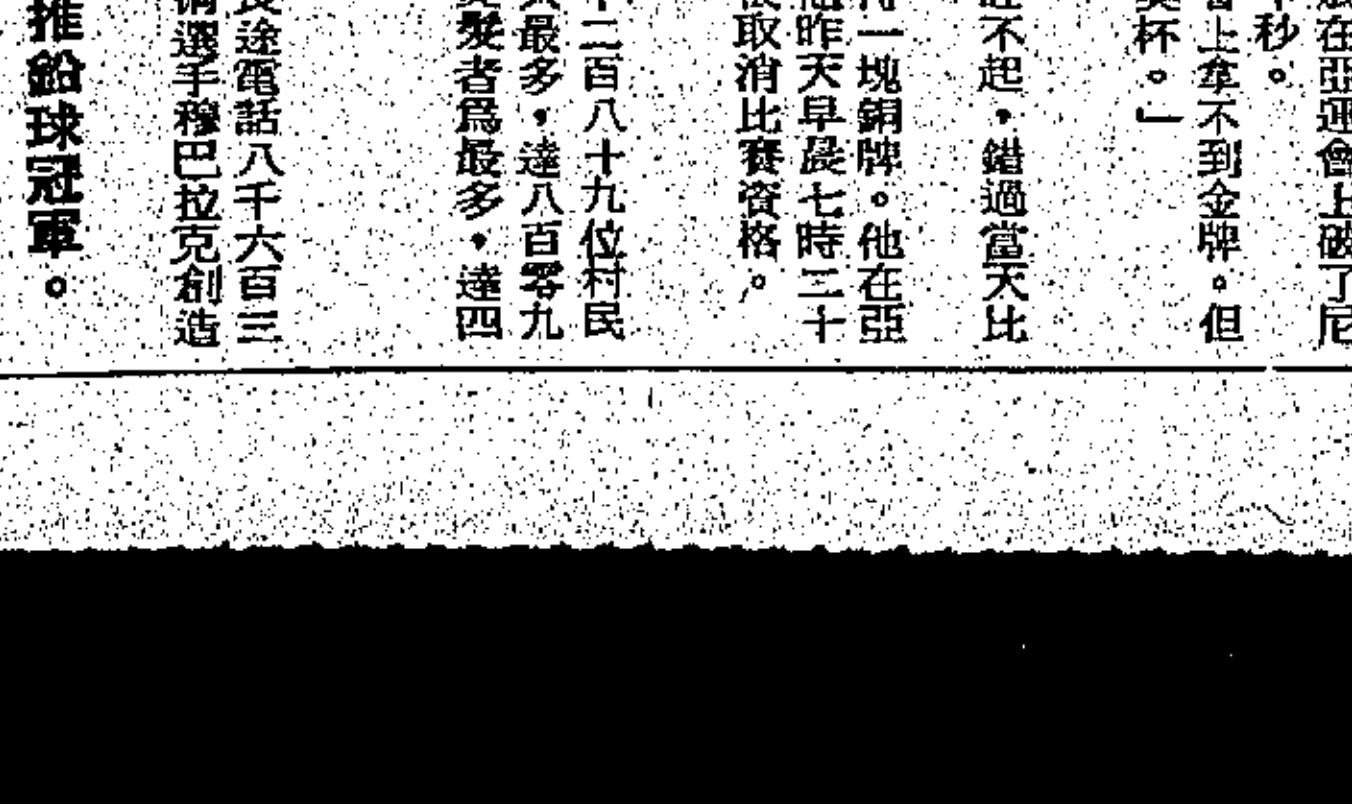 在亞運會上破了尼
秒。
上拿不到金牌。但
杯。」
不起,錯過當天比
一塊銅牌。他在亞
昨天早晨七時三十
取消比賽資格。
二百八十九位村民
最多,達八百零九
髮者爲最多,達四
途電話八千六百三
選手穆巴拉克創造
推鉛球冠軍。